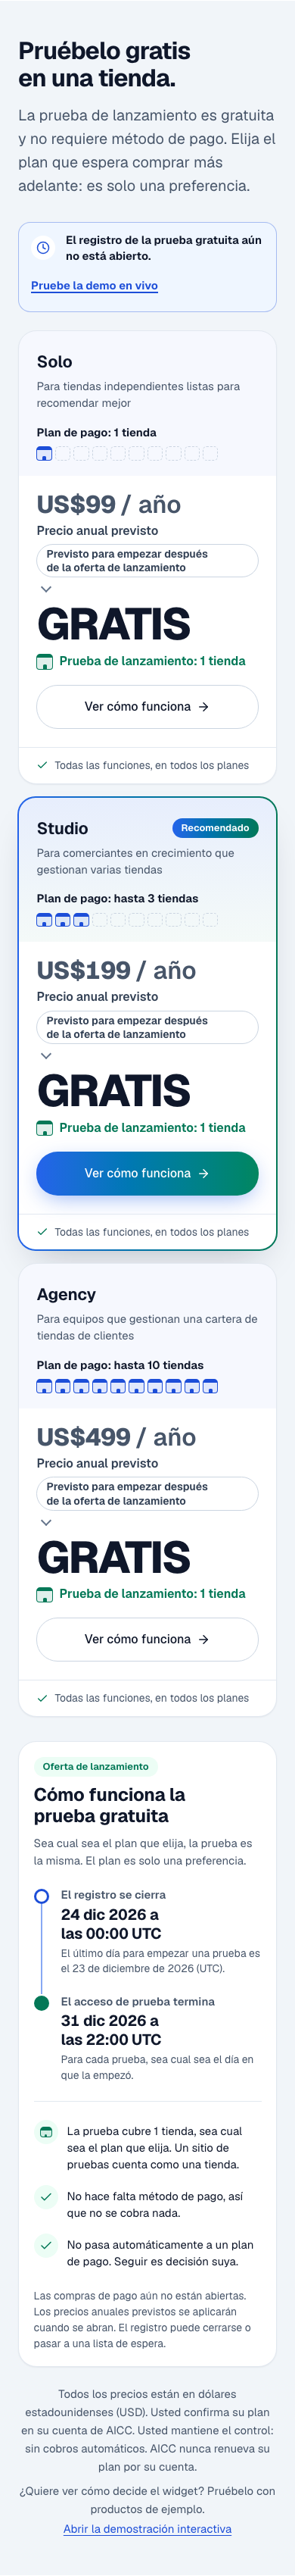 Pruébelo gratis
en una tienda.
La prueba de lanzamiento es gratuita
y no requiere método de pago. Elija el
plan que espera comprar más
adelante: es solo una preferencia.
El registro de la prueba gratuita aún
no está abierto.
Pruebe la demo en vivo
Solo
Para tiendas independientes listas para
recomendar mejor
Plan de pago: 1 tienda
US$99 / año
Precio anual previsto
Previsto para empezar después
de la oferta de lanzamiento
GRATIS
Prueba de lanzamiento: 1 tienda
Ver cómo funciona →
Todas las funciones, en todos los planes
Studio
Recomendado
Para comerciantes en crecimiento que
gestionan varias tiendas
Plan de pago: hasta 3 tiendas
US$199 / año
Precio anual previsto
Previsto para empezar después
de la oferta de lanzamiento
GRATIS
Prueba de lanzamiento: 1 tienda
Ver cómo funciona →
Todas las funciones, en todos los planes
Agency
Para equipos que gestionan una cartera de
tiendas de clientes
Plan de pago: hasta 10 tiendas
US$499 / año
Precio anual previsto
Previsto para empezar después
de la oferta de lanzamiento
GRATIS
Prueba de lanzamiento: 1 tienda
Ver cómo funciona →
Todas las funciones, en todos los planes
Oferta de lanzamiento
Cómo funciona la
prueba gratuita
Sea cual sea el plan que elija, la prueba es
la misma. El plan es solo una preferencia.
El registro se cierra
24 dic 2026 a
las 00:00 UTC
El último día para empezar una prueba es
el 23 de diciembre de 2026 (UTC).
El acceso de prueba termina
31 dic 2026 a
las 22:00 UTC
Para cada prueba, sea cual sea el día en
que la empezó.
La prueba cubre 1 tienda, sea cual
sea el plan que elija. Un sitio de
pruebas cuenta como una tienda.
No hace falta método de pago, así
que no se cobra nada.
No pasa automáticamente a un plan
de pago. Seguir es decisión suya.
Las compras de pago aún no están abiertas.
Los precios anuales previstos se aplicarán
cuando se abran. El registro puede cerrarse o
pasar a una lista de espera.
Todos los precios están en dólares
estadounidenses (USD). Usted confirma su plan
en su cuenta de AICC. Usted mantiene el control:
sin cobros automáticos. AICC nunca renueva su
plan por su cuenta.
¿Quiere ver cómo decide el widget? Pruébelo con
productos de ejemplo.
Abrir la demostración interactiva